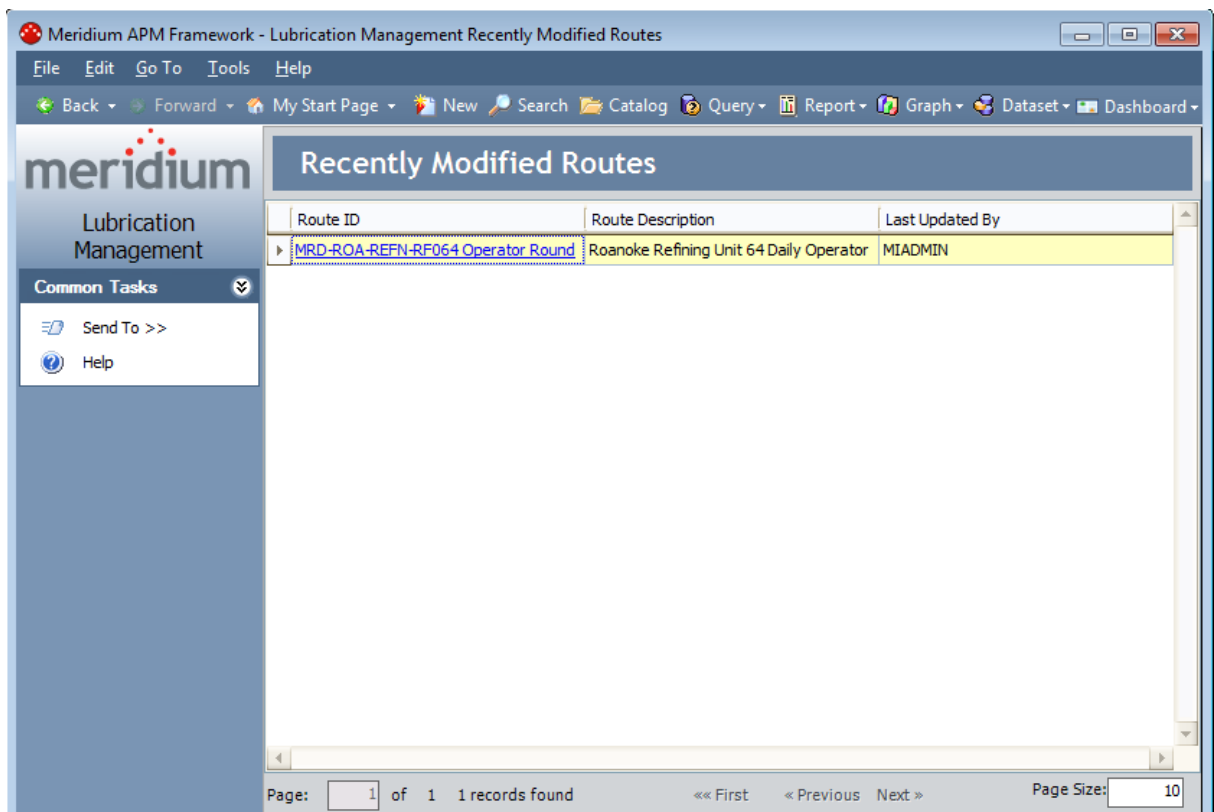 Meridium APM Framework - Lubrication Management Recently Modified Routes
File Edit Go To Tools Help
Back Forward My Start Page New Search Catalog Query Report Graph Dataset Dashboard
meridium
Lubrication
Management
Common Tasks
Send To >>
Help
Recently Modified Routes
Route ID Route Description Last Updated By
MRD-ROA-REFN-RF064 Operator Round Roanoke Refining Unit 64 Daily Operator MIADMIN
Page: 1 of 1 1 records found «« First « Previous Next » Page Size: 10